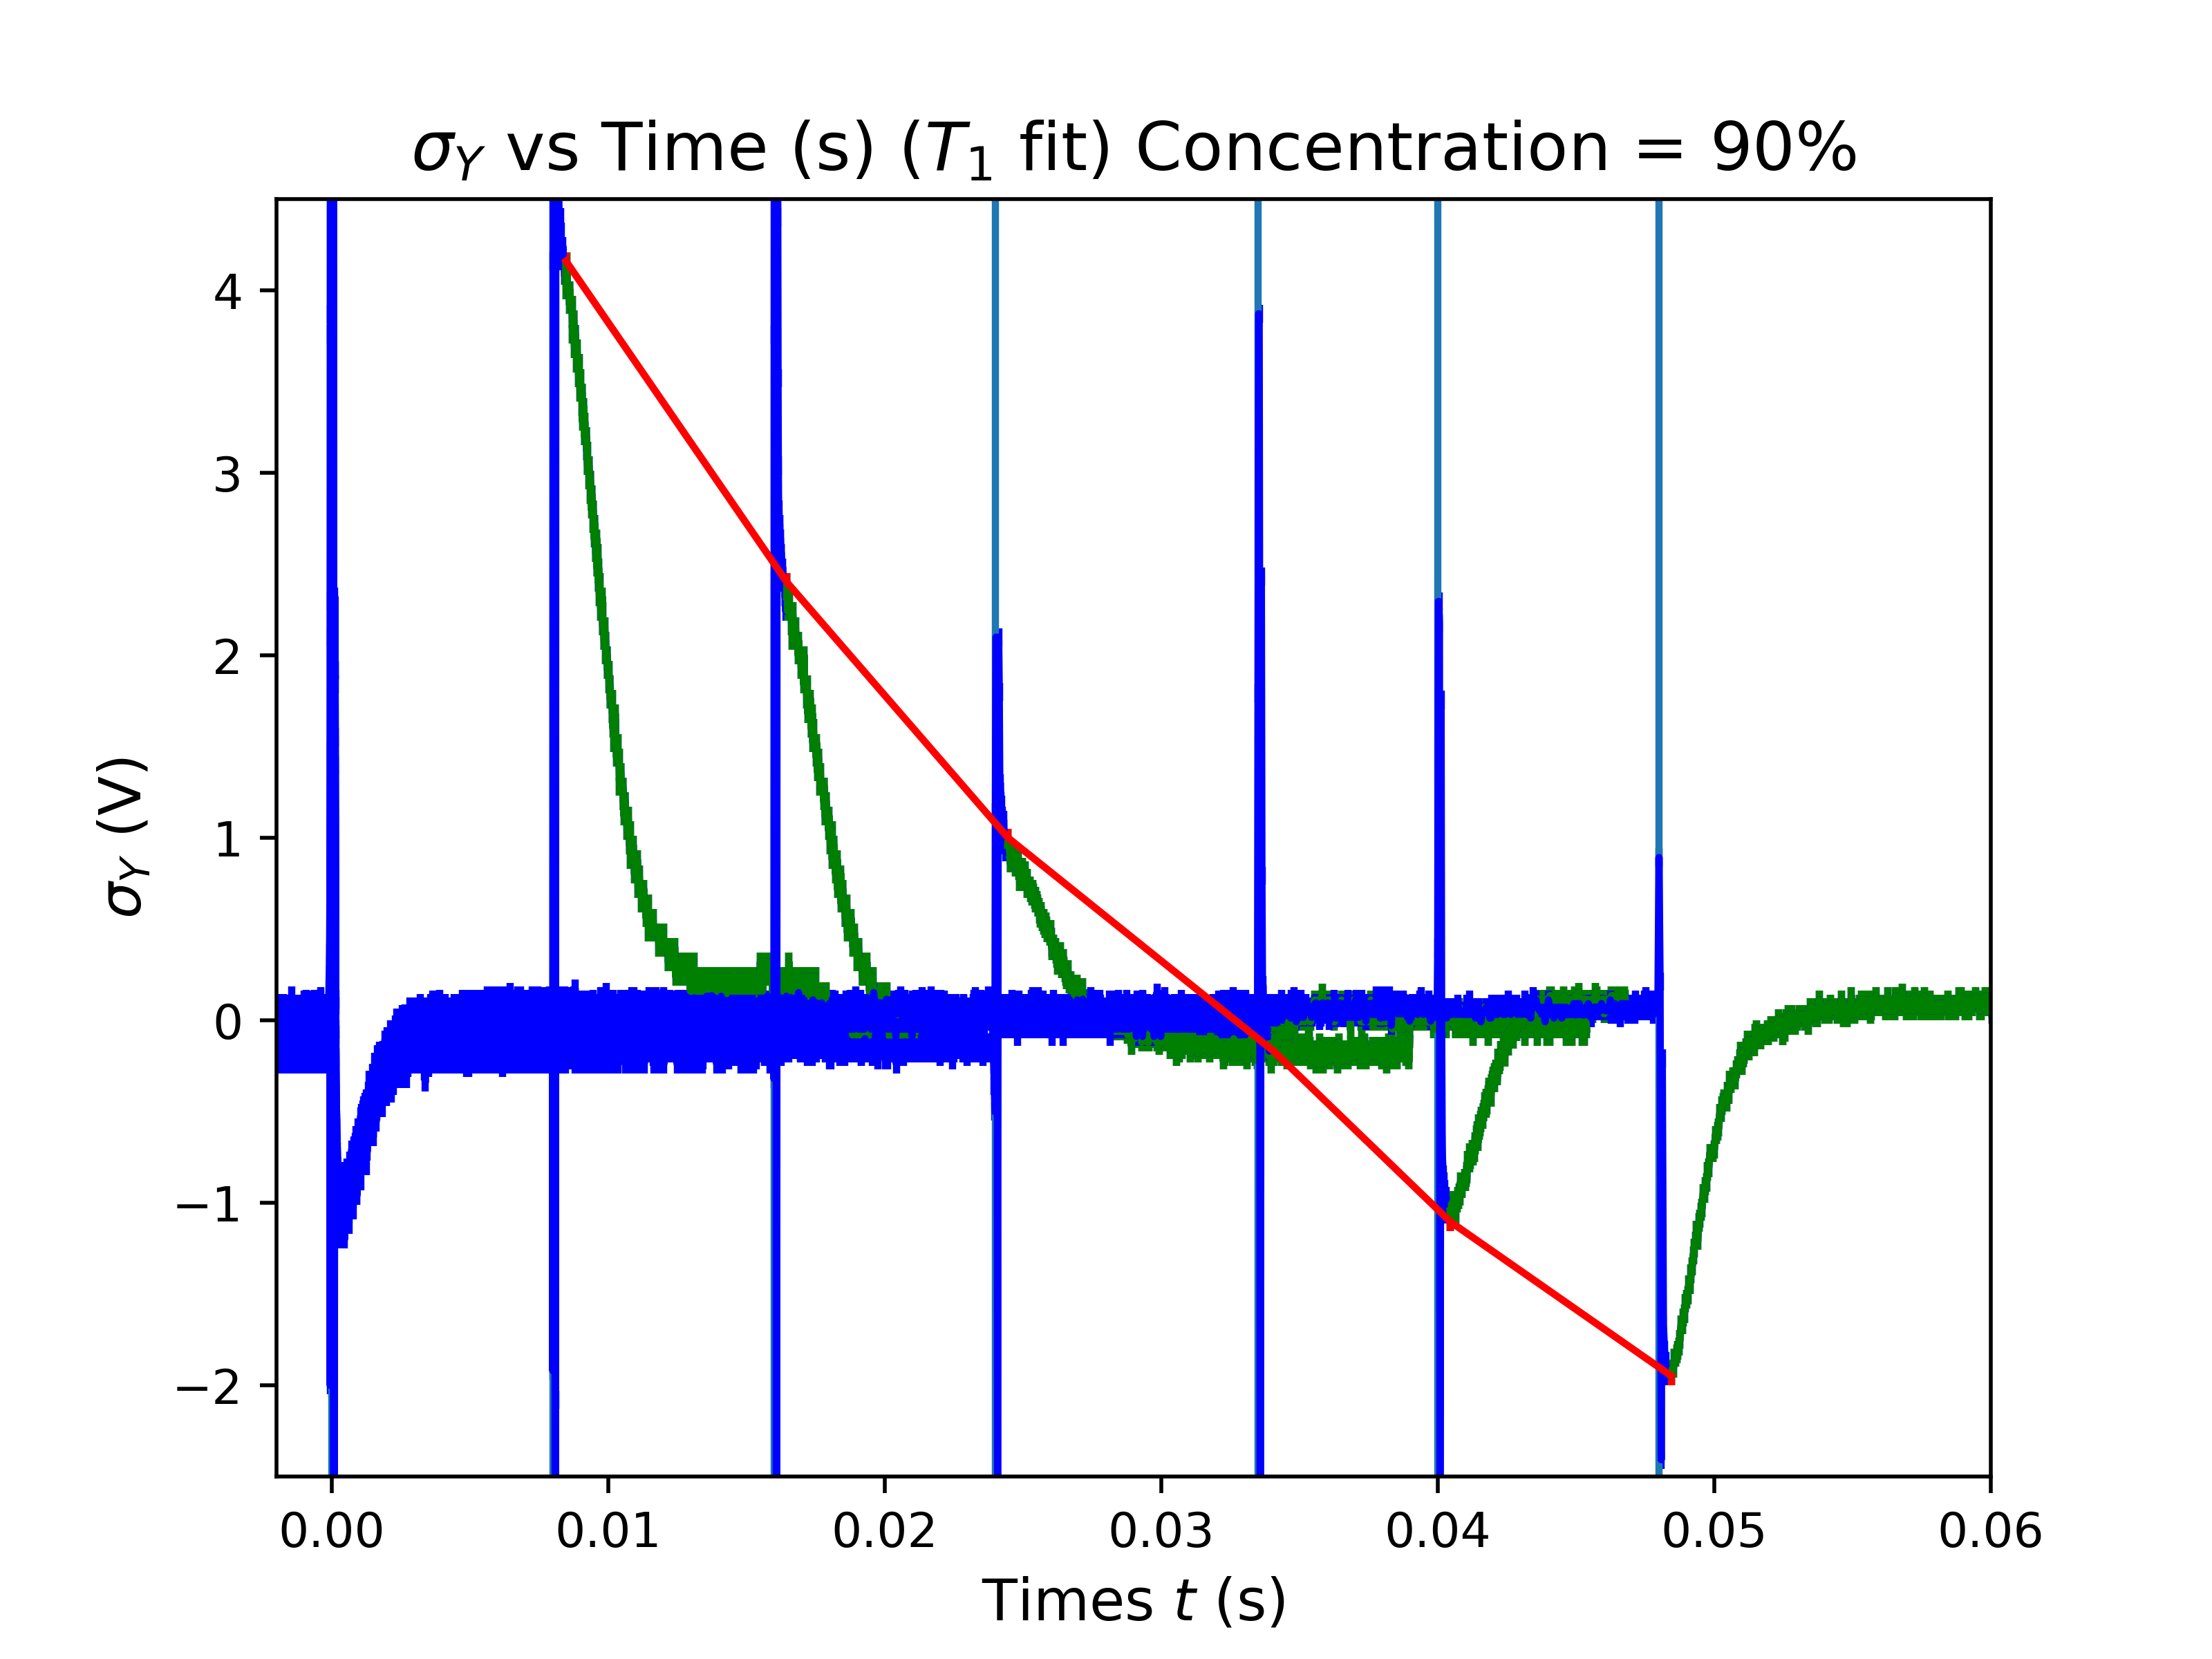 σ_Y vs Time (s) (T₁ fit) Concentration = 90%
σ_Y (V)
4
3
2
1
0
−1
−2
0.00 0.01 0.02 0.03 0.04 0.05 0.06
Times t (s)